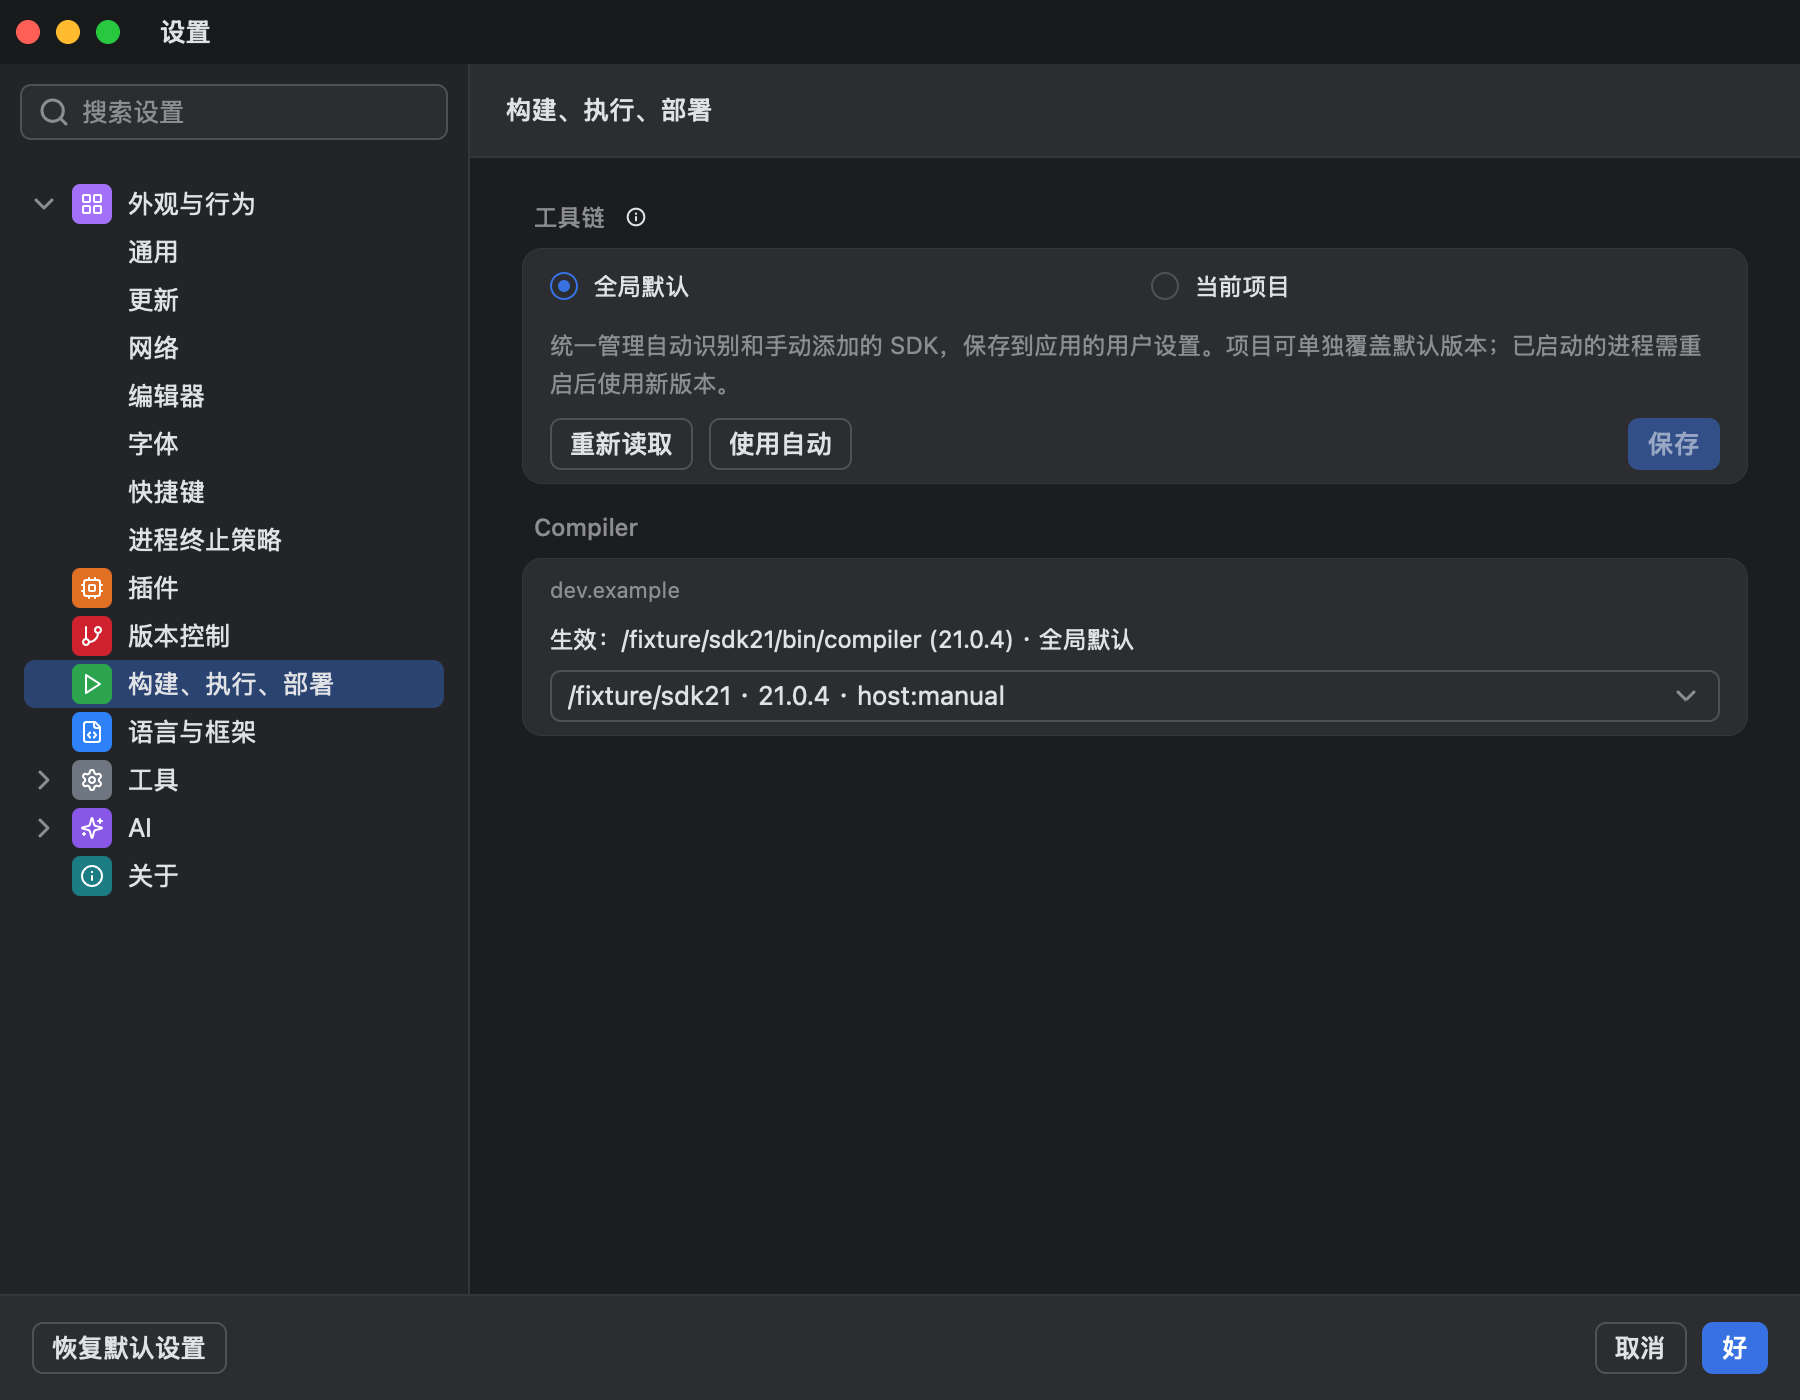 设置
搜索设置
外观与行为
通用
更新
网络
编辑器
字体
快捷键
进程终止策略
插件
版本控制
构建、执行、部署
语言与框架
工具
AI
关于
构建、执行、部署
工具链
全局默认
当前项目
统一管理自动识别和手动添加的 SDK，保存到应用的用户设置。项目可单独覆盖默认版本；已启动的进程需重
启后使用新版本。
重新读取
使用自动
保存
Compiler
dev.example
生效：/fixture/sdk21/bin/compiler (21.0.4) · 全局默认
/fixture/sdk21 · 21.0.4 · host:manual
恢复默认设置
取消
好